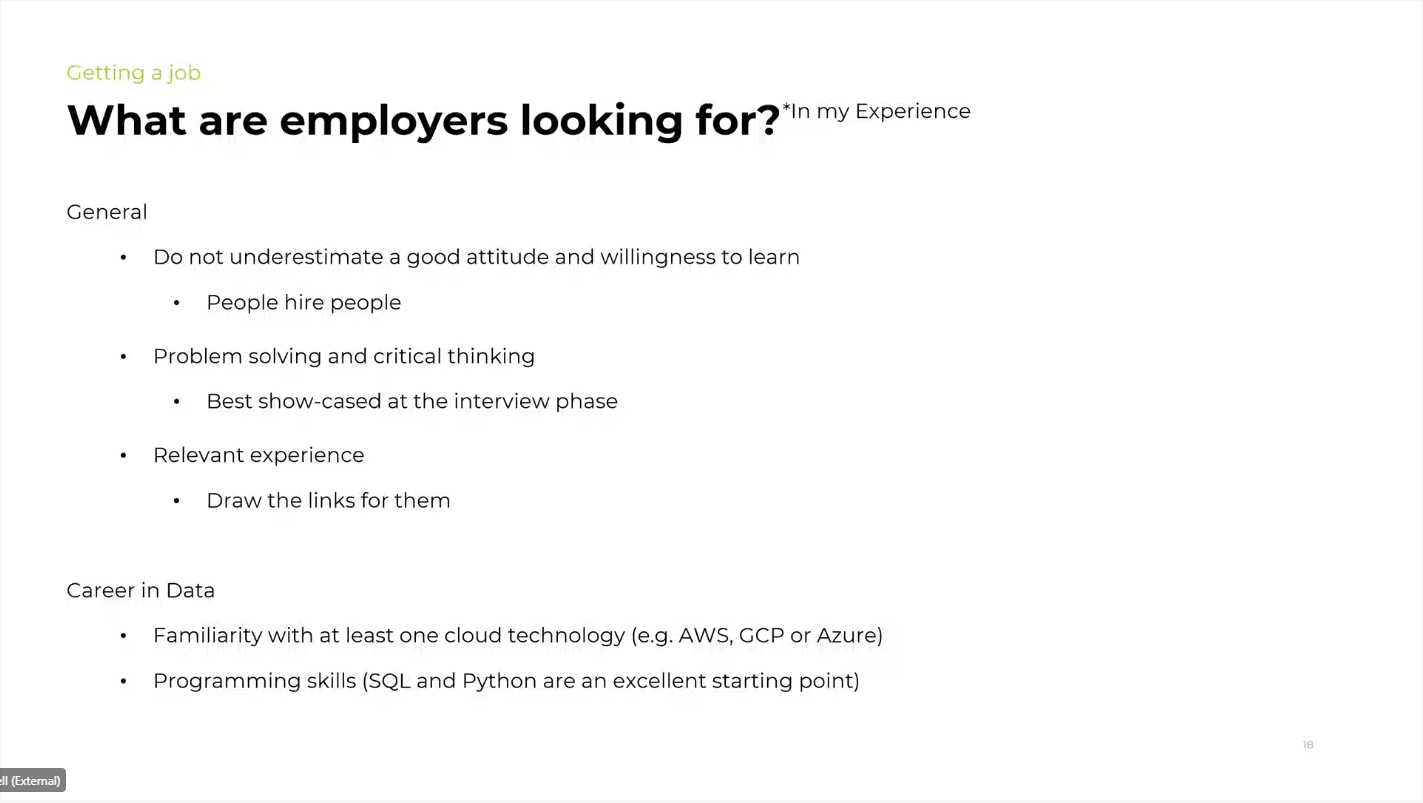 Getting a job
What are employers looking for?*In my Experience
General
• Do not underestimate a good attitude and willingness to learn
• People hire people
• Problem solving and critical thinking
• Best show-cased at the interview phase
• Relevant experience
• Draw the links for them
Career in Data
• Familiarity with at least one cloud technology (e.g. AWS, GCP or Azure)
• Programming skills (SQL and Python are an excellent starting point)
18
(External)